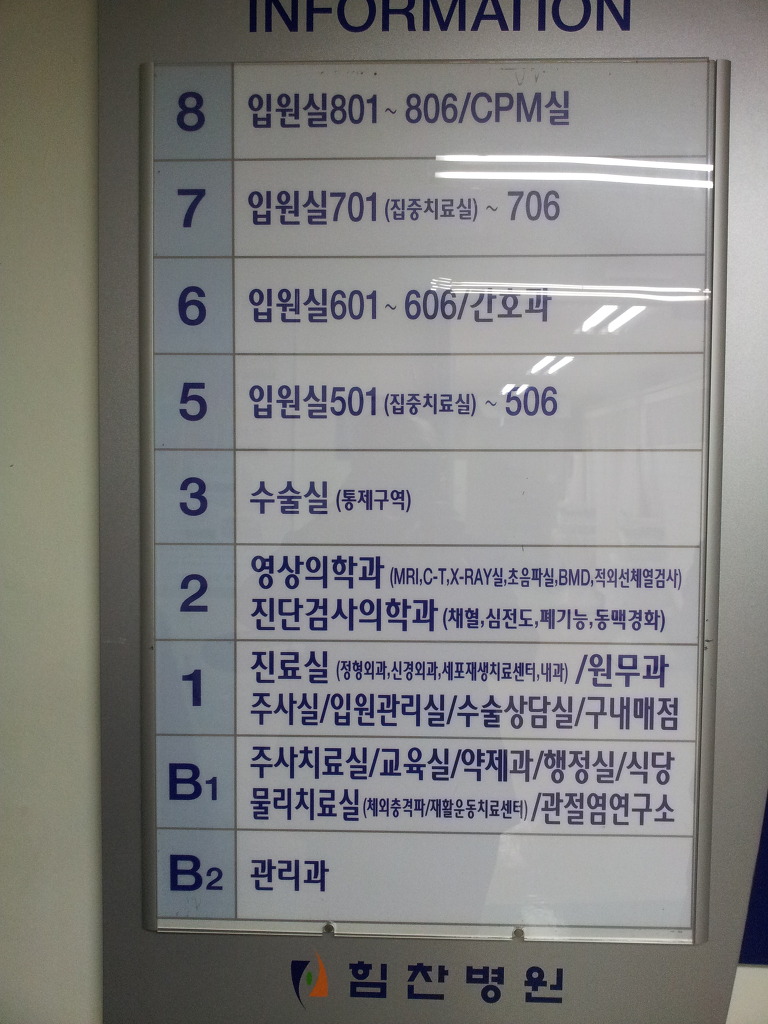 INFORMATION
8 입원실801~806/CPM실
7 입원실701(집중치료실)~706
6 입원실601~606/간호과
5 입원실501(집중치료실)~506
3 수술실(통제구역)
2 영상의학과(MRI,C-T,X-RAY실,초음파실,BMD,적외선체열검사)
진단검사의학과(채혈,심전도,폐기능,동맥경화)
1 진료실(정형외과,신경외과,세포재생치료센터,내과)/원무과
주사실/입원관리실/수술상담실/구내매점
B1 주사치료실/교육실/약제과/행정실/식당
물리치료실(체외충격파/재활운동치료센터)/관절염연구소
B2 관리과
힘찬병원